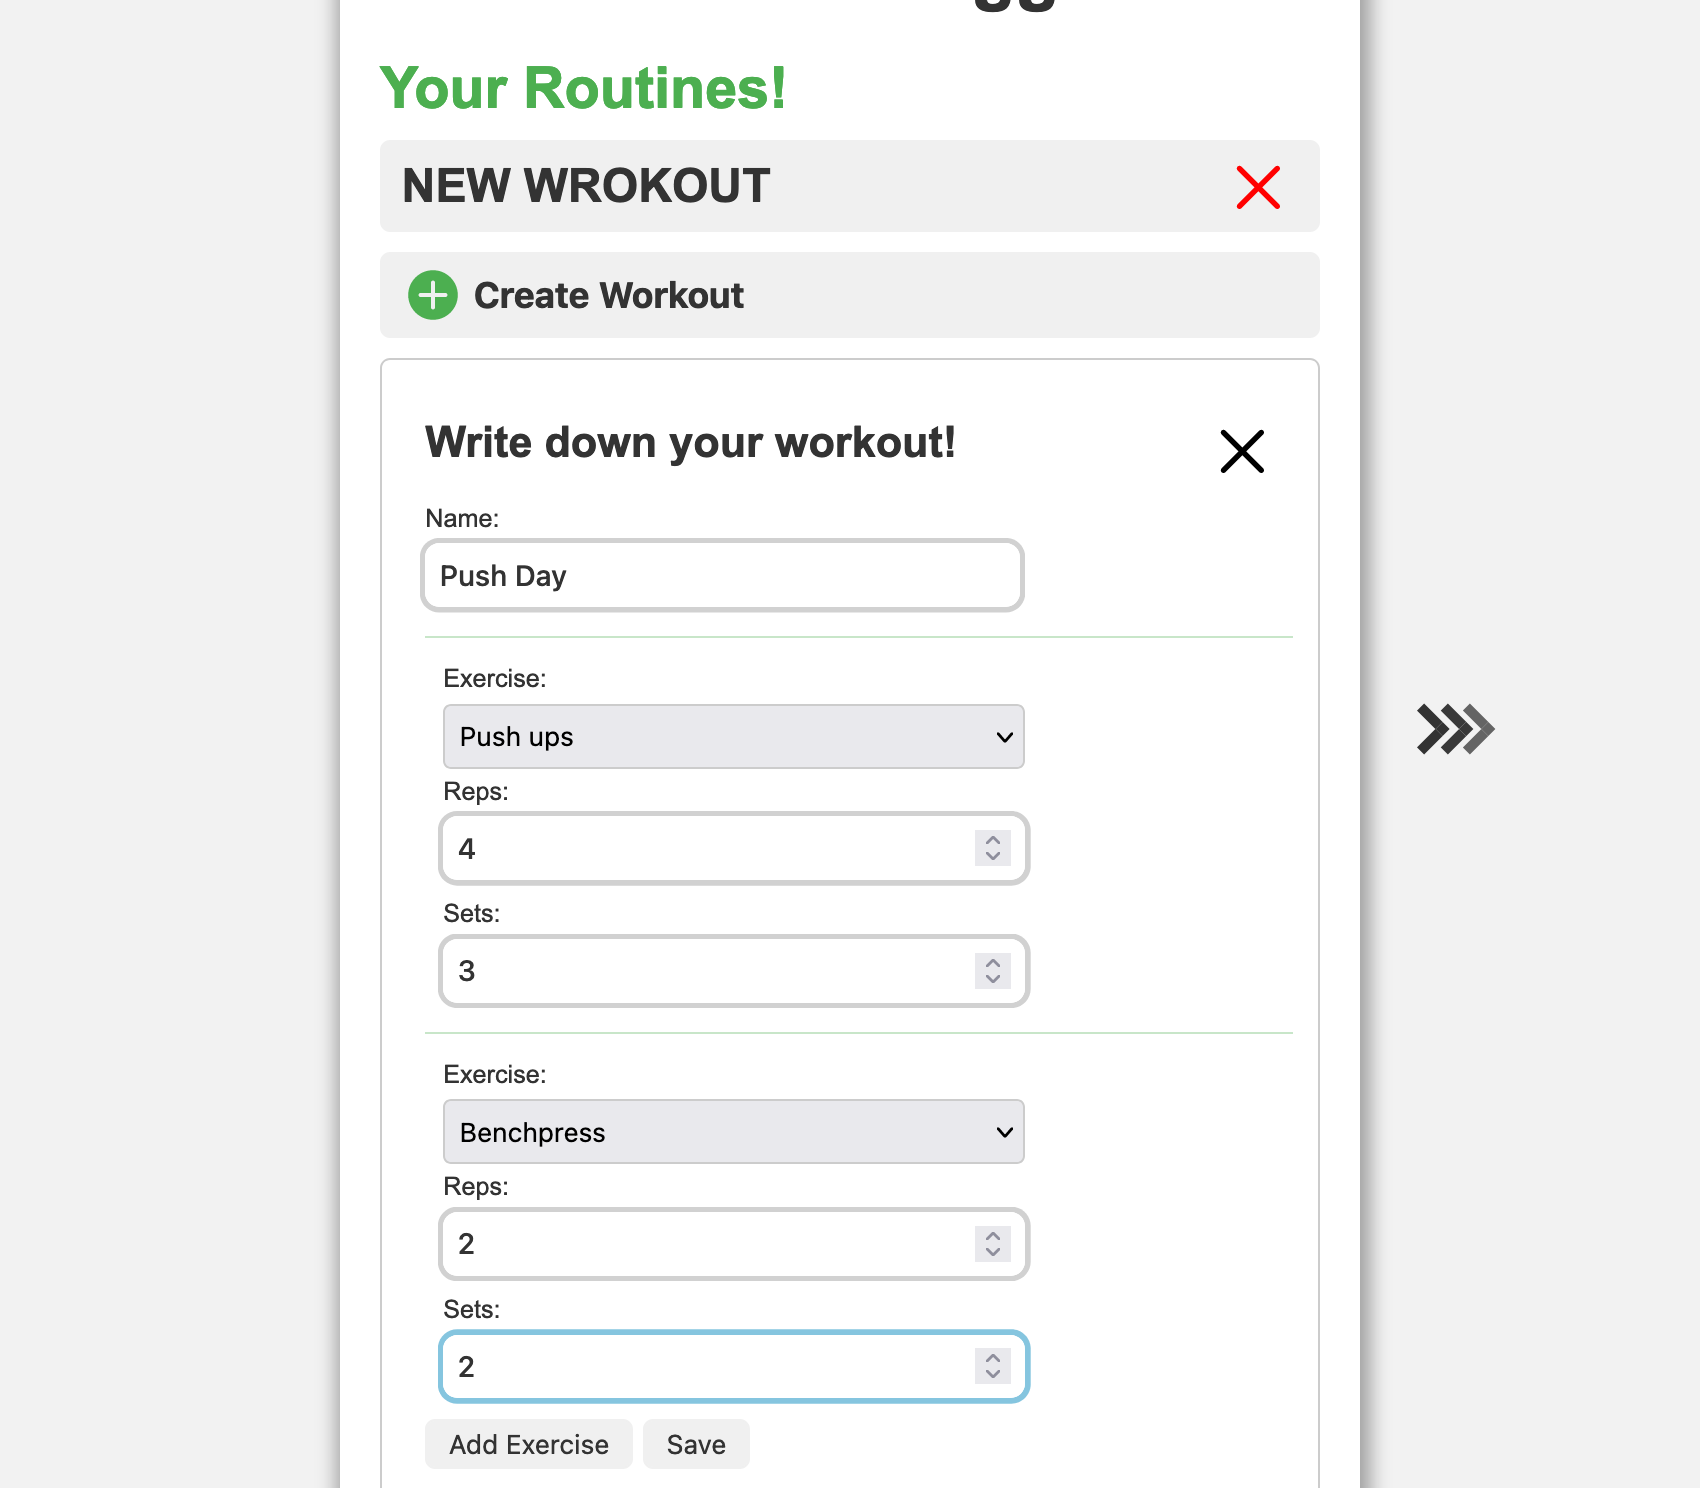 Your Routines!
NEW WROKOUT
Create Workout
Write down your workout!
Name:
Push Day
Exercise:
Push ups
Reps:
4
Sets:
3
Exercise:
Benchpress
Reps:
2
Sets:
2
Add Exercise Save